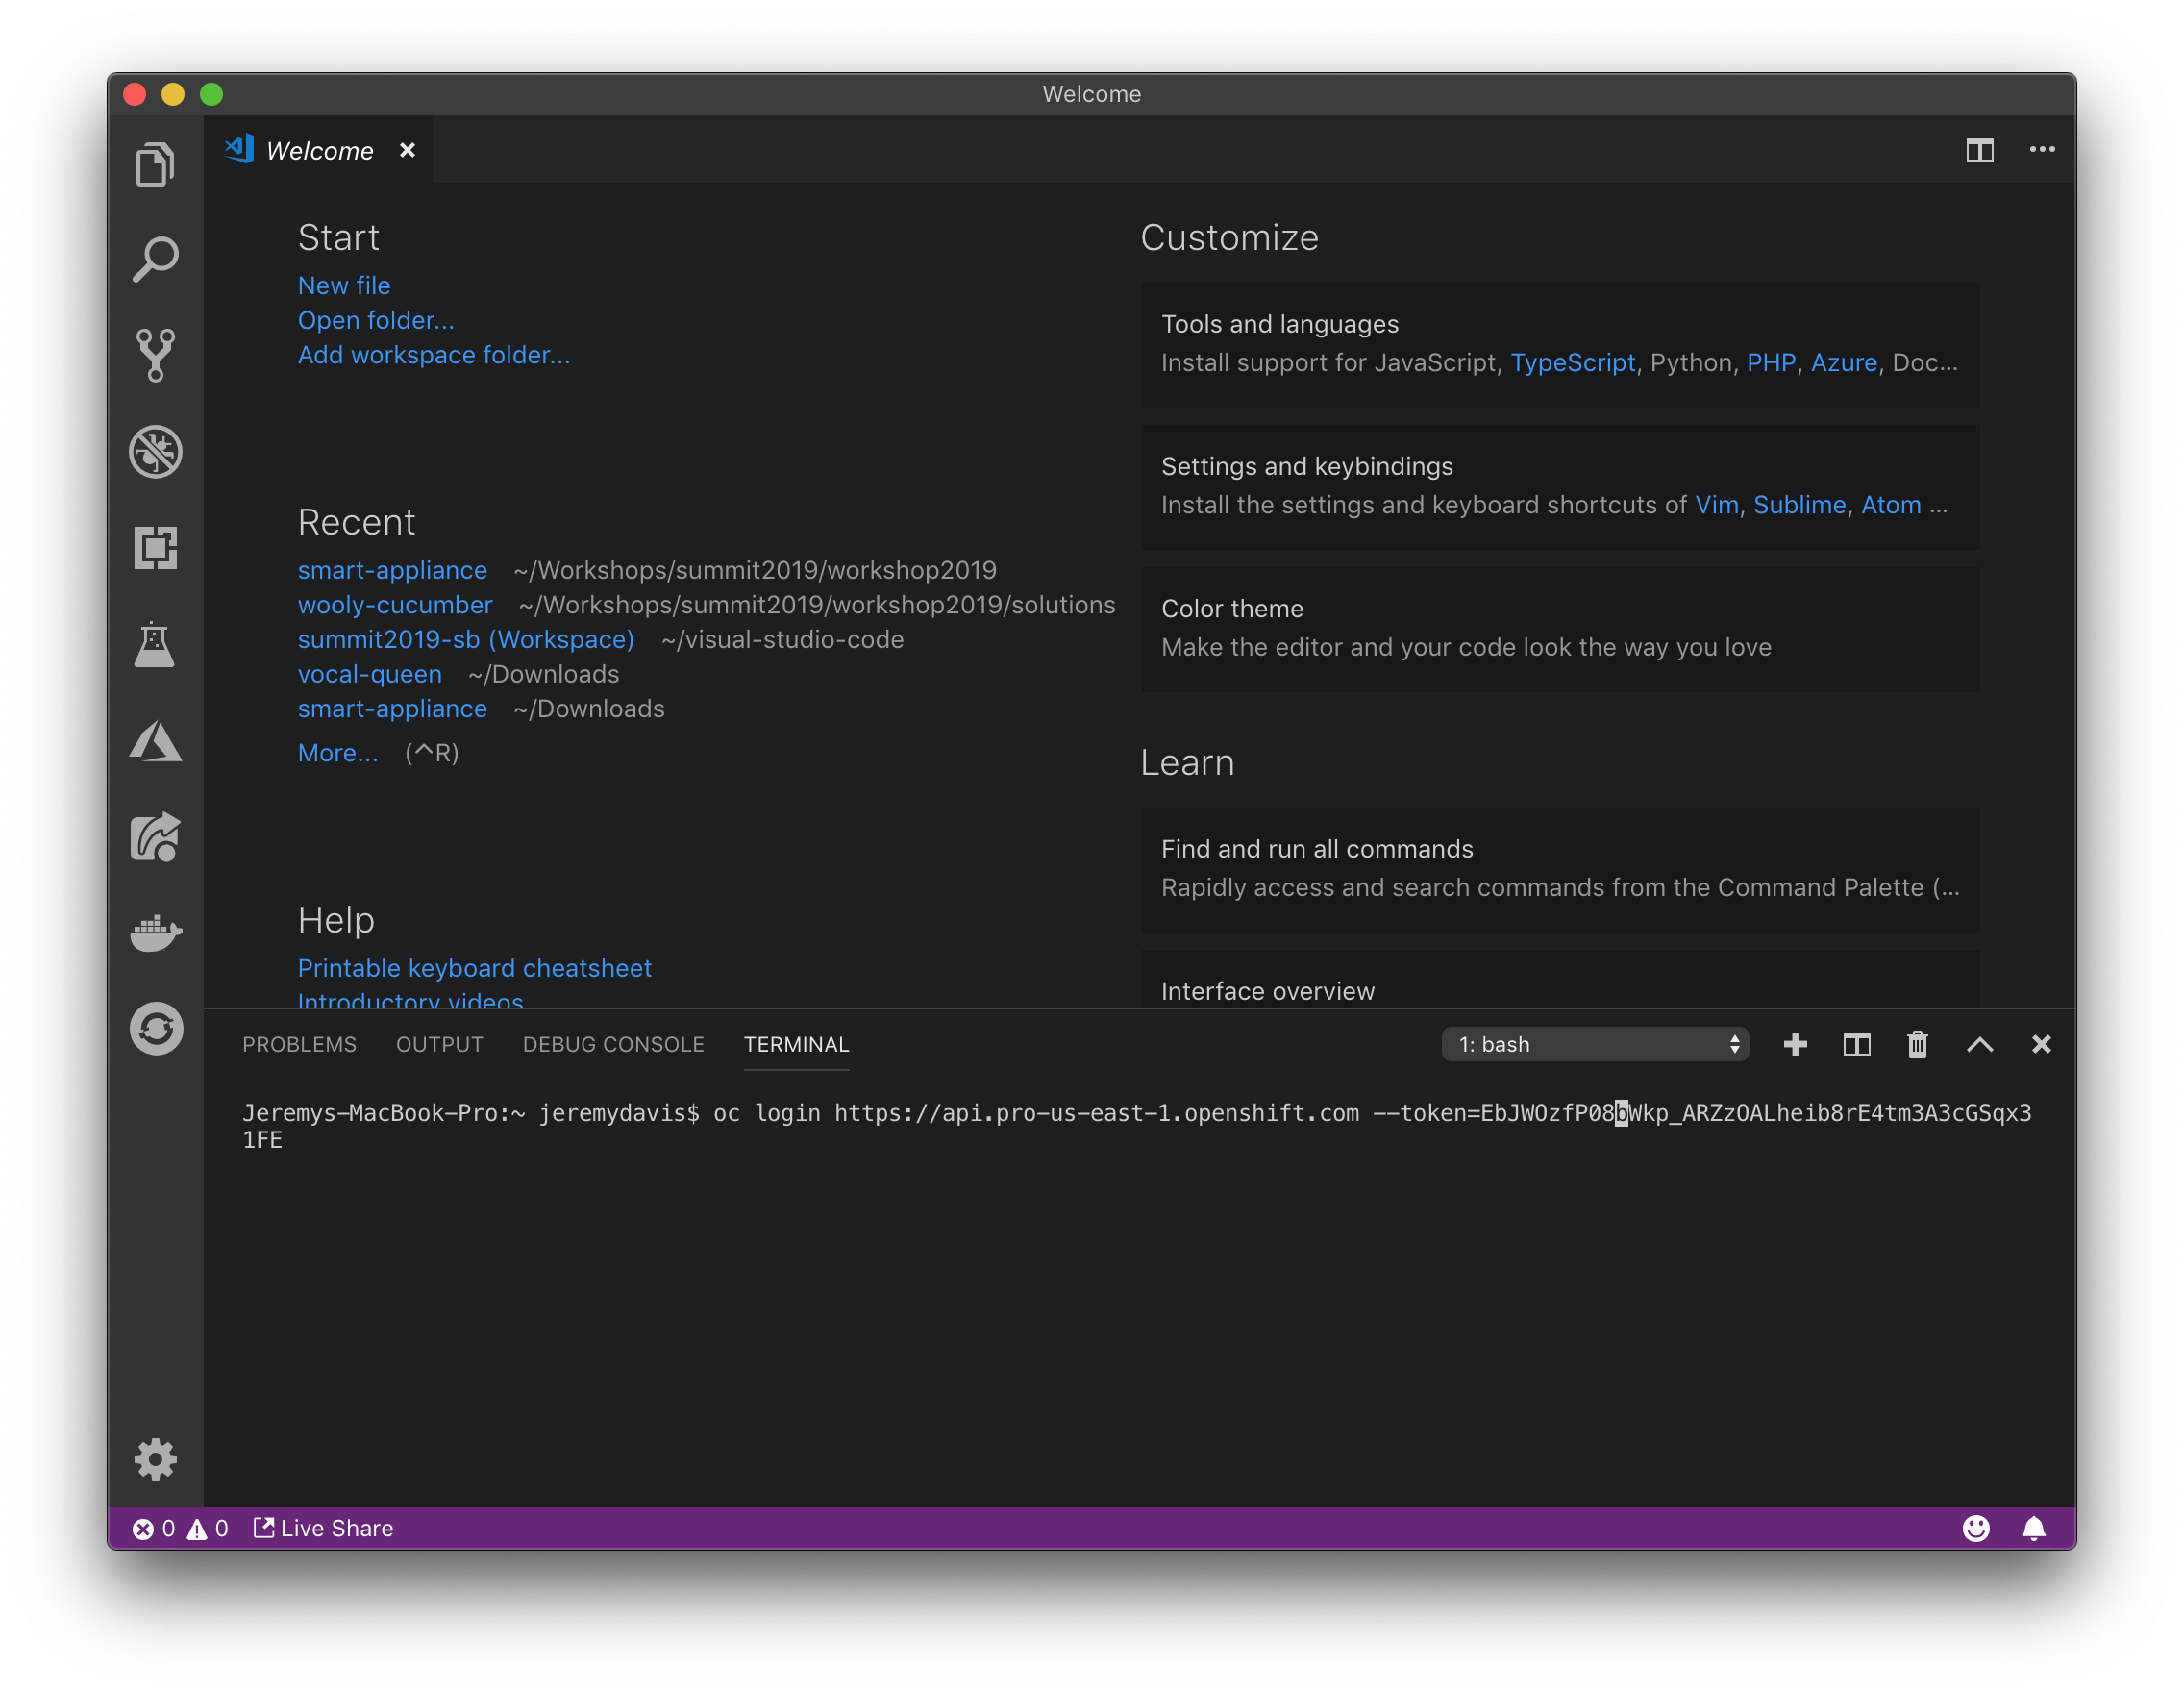 Welcome
Welcome
Start
New file
Open folder...
Add workspace folder...
Recent
smart-appliance ~/Workshops/summit2019/workshop2019
wooly-cucumber ~/Workshops/summit2019/workshop2019/solutions
summit2019-sb (Workspace) ~/visual-studio-code
vocal-queen ~/Downloads
smart-appliance ~/Downloads
More... (^R)
Help
Printable keyboard cheatsheet
Introductory videos
Customize
Tools and languages
Install support for JavaScript, TypeScript, Python, PHP, Azure, Doc...
Settings and keybindings
Install the settings and keyboard shortcuts of Vim, Sublime, Atom ...
Color theme
Make the editor and your code look the way you love
Learn
Find and run all commands
Rapidly access and search commands from the Command Palette (...
Interface overview
PROBLEMS OUTPUT DEBUG CONSOLE TERMINAL 1: bash
Jeremys-MacBook-Pro:~ jeremydavis$ oc login https://api.pro-us-east-1.openshift.com --token=EbJWOzfP08bWkp_ARZzOALheib8rE4tm3A3cGSqx3
1FE
0 0 Live Share